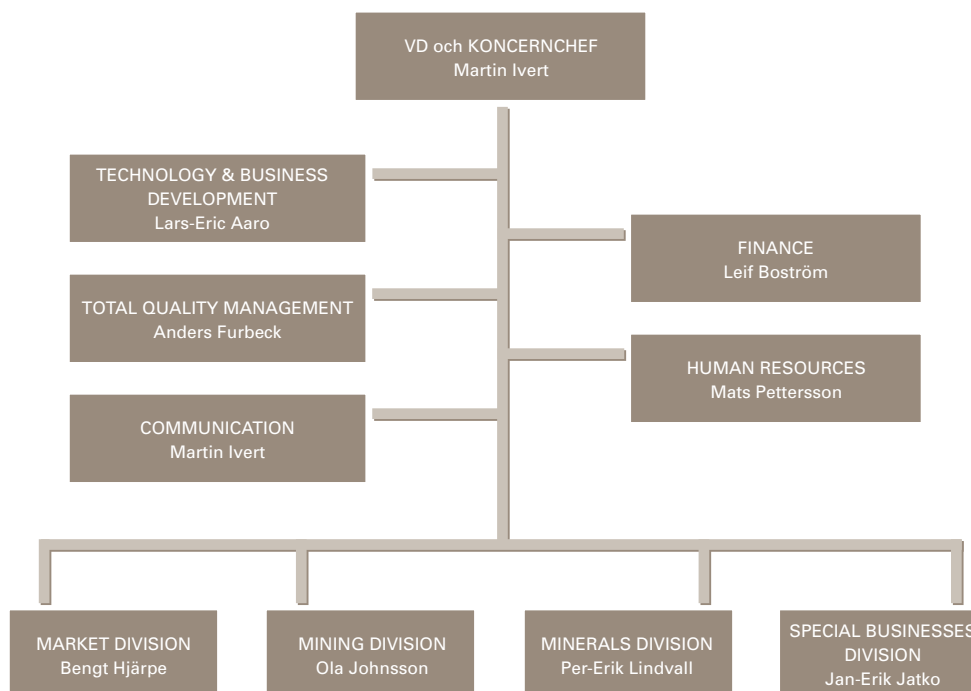 VD och KONCERNCHEF
Martin Ivert
TECHNOLOGY & BUSINESS
DEVELOPMENT
Lars-Eric Aaro
FINANCE
Leif Boström
TOTAL QUALITY MANAGEMENT
Anders Furbeck
HUMAN RESOURCES
Mats Pettersson
COMMUNICATION
Martin Ivert
MARKET DIVISION
Bengt Hjärpe
MINING DIVISION
Ola Johnsson
MINERALS DIVISION
Per-Erik Lindvall
SPECIAL BUSINESSES
DIVISION
Jan-Erik Jatko